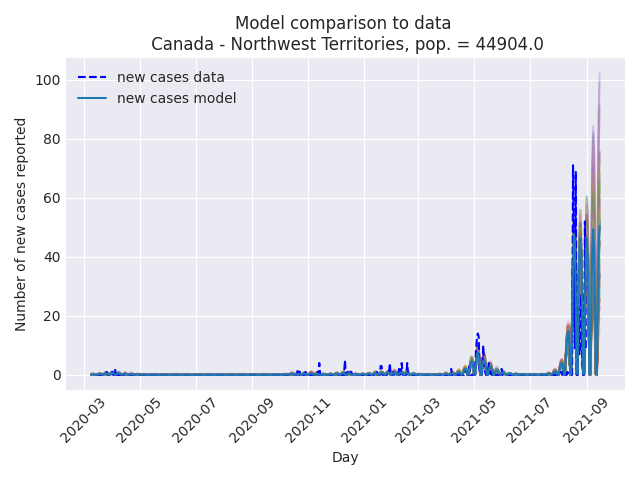 Model comparison to data
Canada - Northwest Territories, pop. = 44904.0
new cases data
new cases model
Number of new cases reported
100
80
60
40
20
0
2020-03
2020-05
2020-07
2020-09
2020-11
2021-01
2021-03
2021-05
2021-07
2021-09
Day